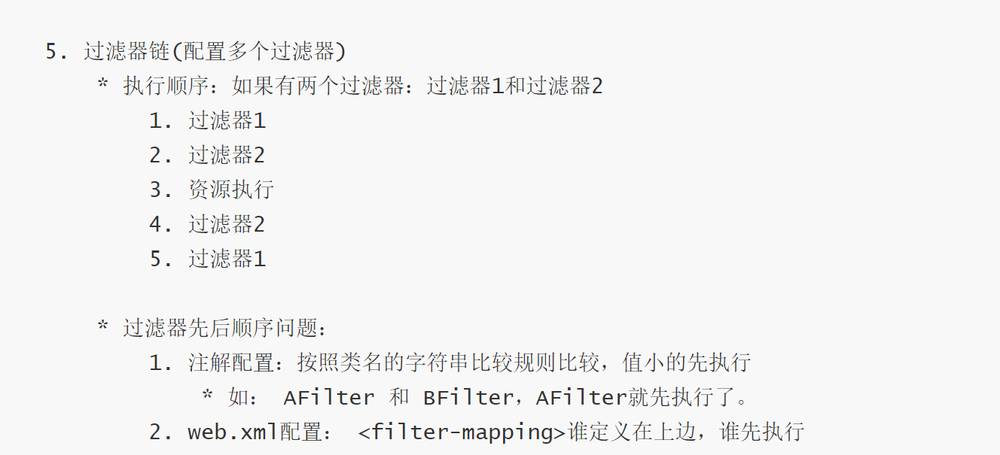 5. 过滤器链(配置多个过滤器)
* 执行顺序：如果有两个过滤器：过滤器1和过滤器2
1. 过滤器1
2. 过滤器2
3. 资源执行
4. 过滤器2
5. 过滤器1
* 过滤器先后顺序问题：
1. 注解配置：按照类名的字符串比较规则比较，值小的先执行
* 如： AFilter 和 BFilter，AFilter就先执行了。
2. web.xml配置： <filter-mapping>谁定义在上边，谁先执行